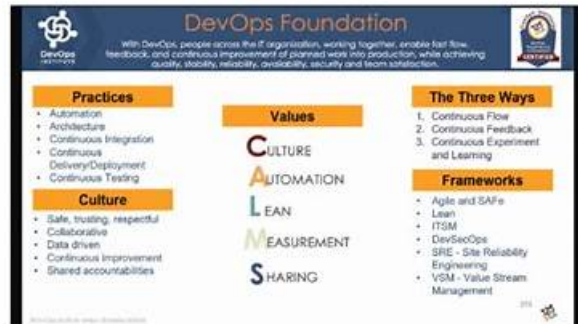 DevOps Foundation
DevOps
INSTITUTE
With DevOps, people across the IT organisation, working together, enable fast flow,
feedback, and continuous improvement of planned work into production, while achieving
quality, stability, reliability, availability, security and team satisfaction.
CERTIFIED
Practices
• Automation
• Architecture
• Continuous Integration
• Continuous
Delivery/Deployment
• Continuous Testing
Culture
• Safe, trusting, respectful
• Collaborative
• Data driven
• Continuous Improvement
• Shared accountabilities
Values
CULTURE
AUTOMATION
LEAN
MEASUREMENT
SHARING
The Three Ways
1. Continuous Flow
2. Continuous Feedback
3. Continuous Experiment
and Learning
Frameworks
• Agile and SAFe
• Lean
• ITSM
• DevSecOps
• SRE - Site Reliability
Engineering
• VSM - Value Stream
Management